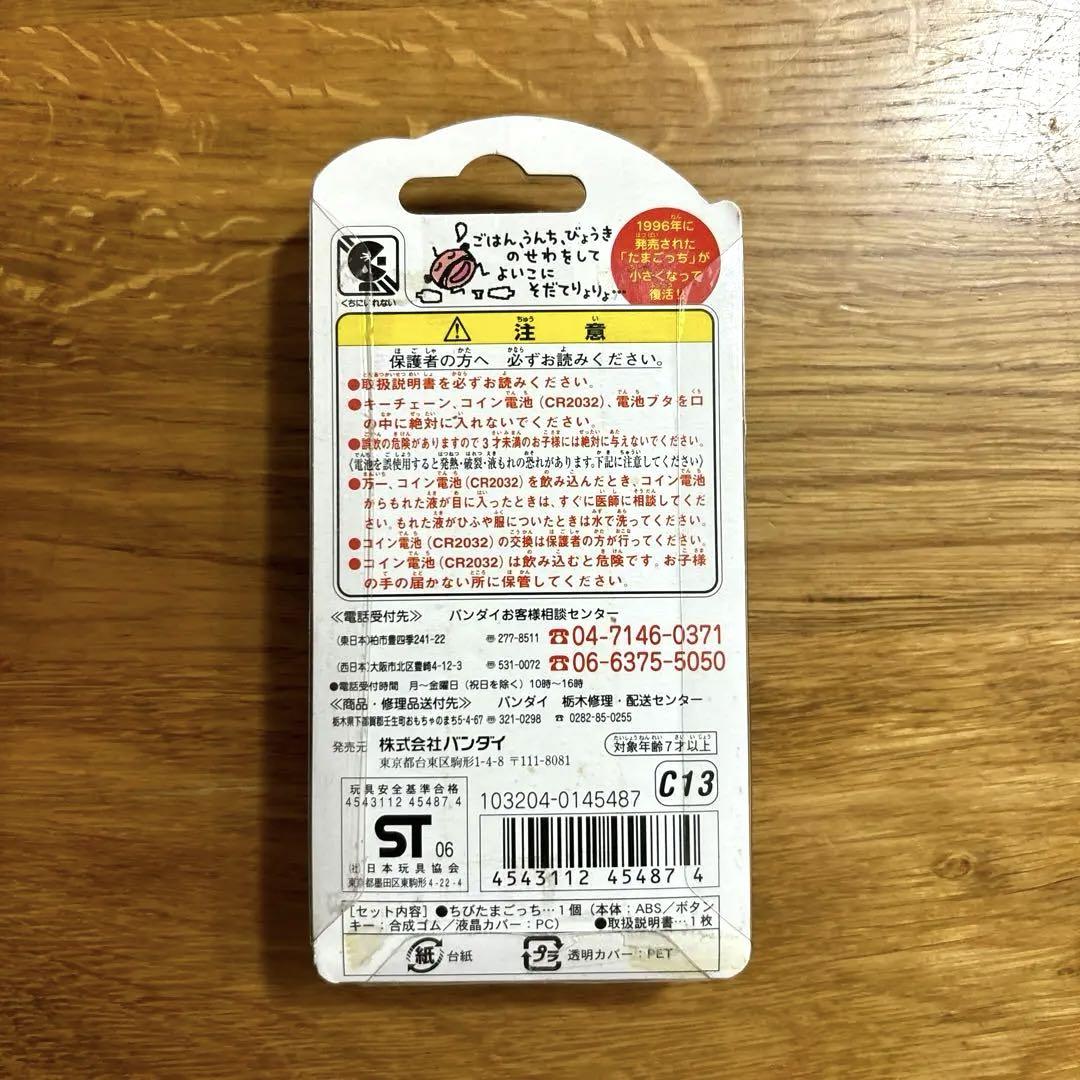 ごはん、うんち、びょうき
のせわをして
よいこに
そだてりょりょ…
1996年に
発売された
「たまごっち」が
小さくなって
復活!!
くちにいれない
注意
保護者の方へ 必ずお読みください。
●取扱説明書を必ずお読みください。
●キーチェーン、コイン電池(CR2032)、電池ブタを口
の中に絶対に入れないでください。
●誤飲の危険がありますので3才未満のお子様には絶対に与えないでください。
《電池を誤使用すると発熱・破裂・液もれの恐れがあります。下記に注意してください》
●万一、コイン電池(CR2032)を飲み込んだとき、コイン電池
からもれた液が目に入ったときは、すぐに医師に相談してくだ
さい。もれた液がひふや服についたときは水で洗ってください。
●コイン電池(CR2032)の交換は保護者の方が行ってください。
●コイン電池(CR2032)は飲み込むと危険です。お子様
の手の届かない所に保管してください。
≪電話受付先≫ バンダイお客様相談センター
(東日本)柏市豊四季241-22 〠277-8511 ☎04-7146-0371
(西日本)大阪市北区豊崎4-12-3 〠531-0072 ☎06-6375-5050
●電話受付時間 月～金曜日(祝日を除く)10時～16時
≪商品・修理品送付先≫ バンダイ 栃木修理・配送センター
栃木県下都賀郡壬生町おもちゃのまち5-4-67 〠321-0298 ☎0282-85-0255
発売元 株式会社バンダイ
東京都台東区駒形1-4-8 〒111-8081
対象年齢7才以上
C13
玩具安全基準合格
4543112 45487 4
ST 06
(社)日本玩具協会
東京都墨田区東駒形4-22-4
103204-0145487
4543112 45487 4
[セット内容] ●ちびたまごっち…1個(本体:ABS/ボタン
キー:合成ゴム/液晶カバー:PC) ●取扱説明書…1枚
紙 台紙 プラ 透明カバー:PET